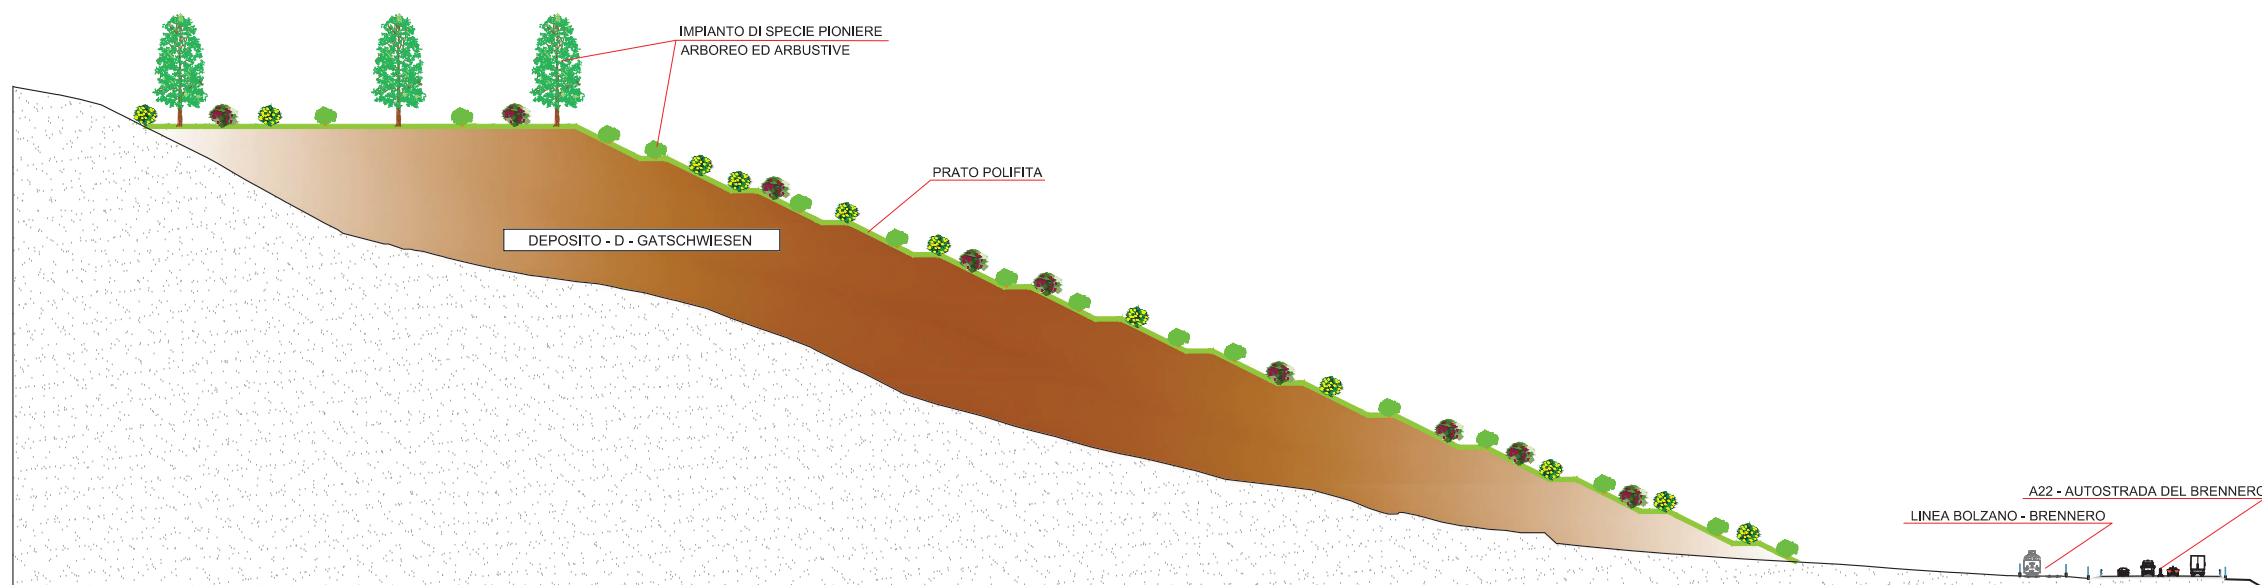 IMPIANTO DI SPECIE PIONIERE
ARBOREO ED ARBUSTIVE
PRATO POLIFITA
DEPOSITO - D - GATSCHWIESEN
A22 - AUTOSTRADA DEL BRENNERO
LINEA BOLZANO - BRENNERO